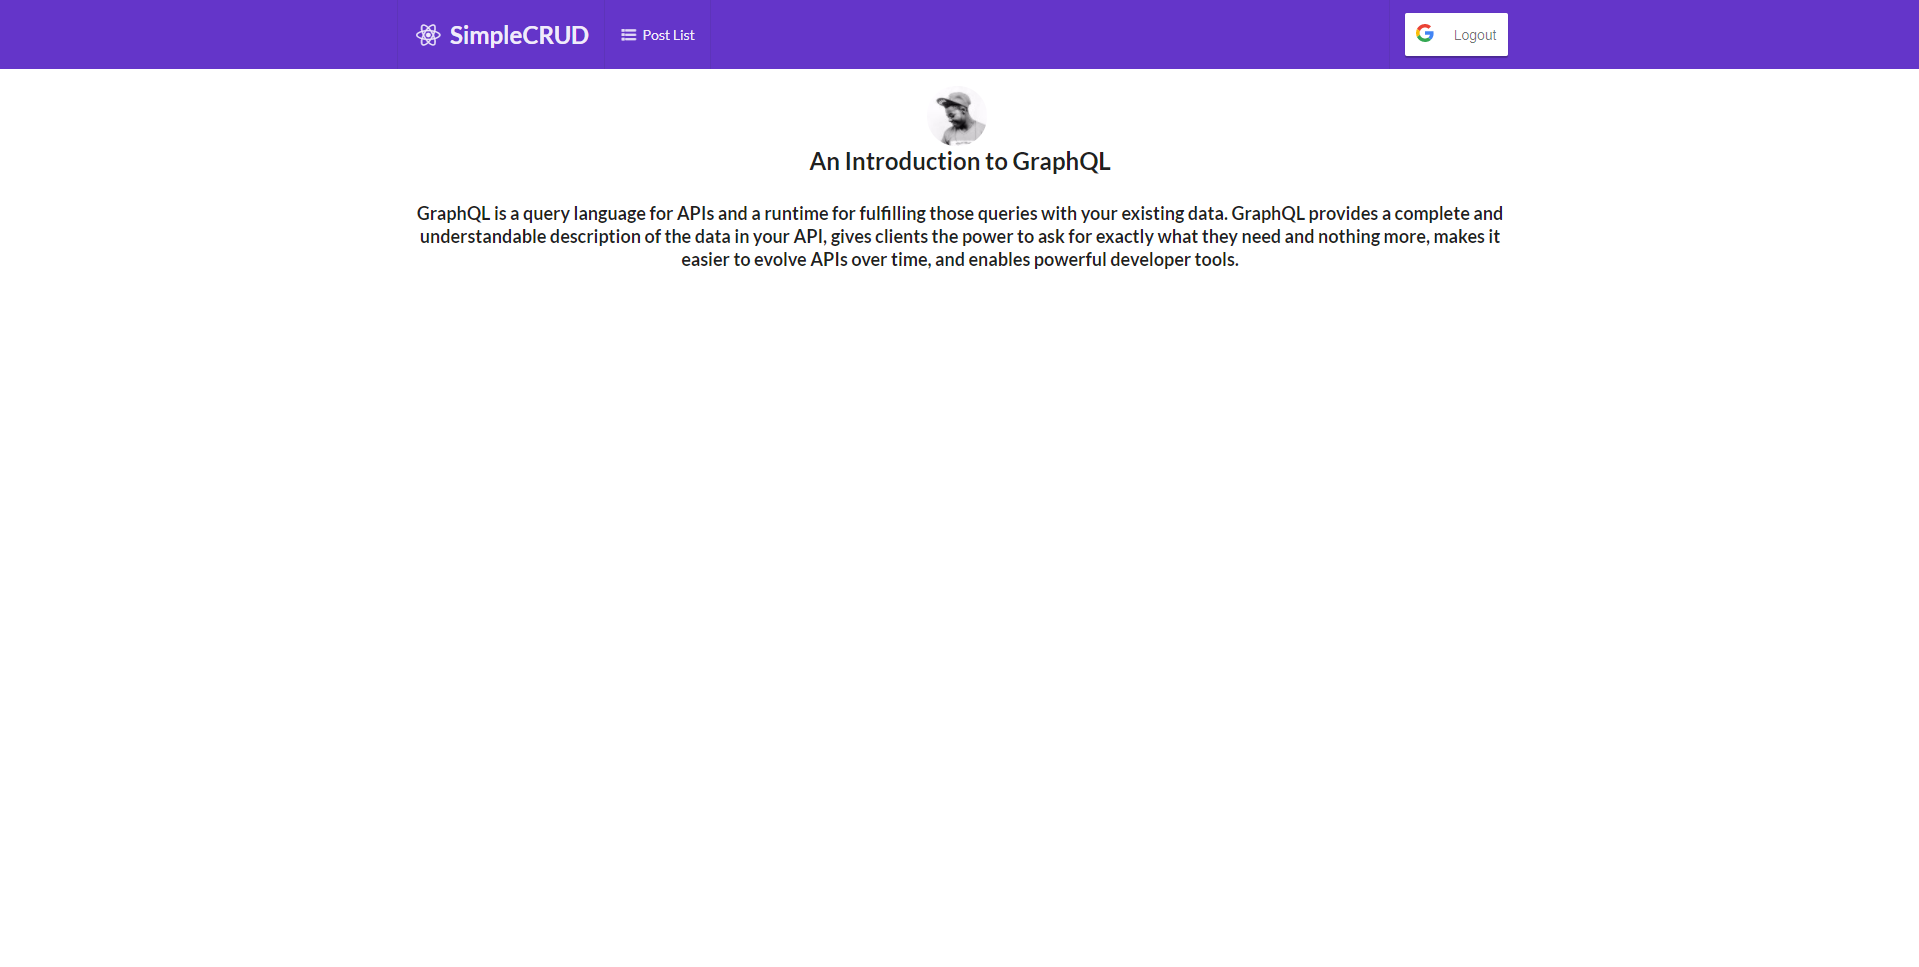 SimpleCRUD
Post List
Logout
An Introduction to GraphQL
GraphQL is a query language for APIs and a runtime for fulfilling those queries with your existing data. GraphQL provides a complete and
understandable description of the data in your API, gives clients the power to ask for exactly what they need and nothing more, makes it
easier to evolve APIs over time, and enables powerful developer tools.